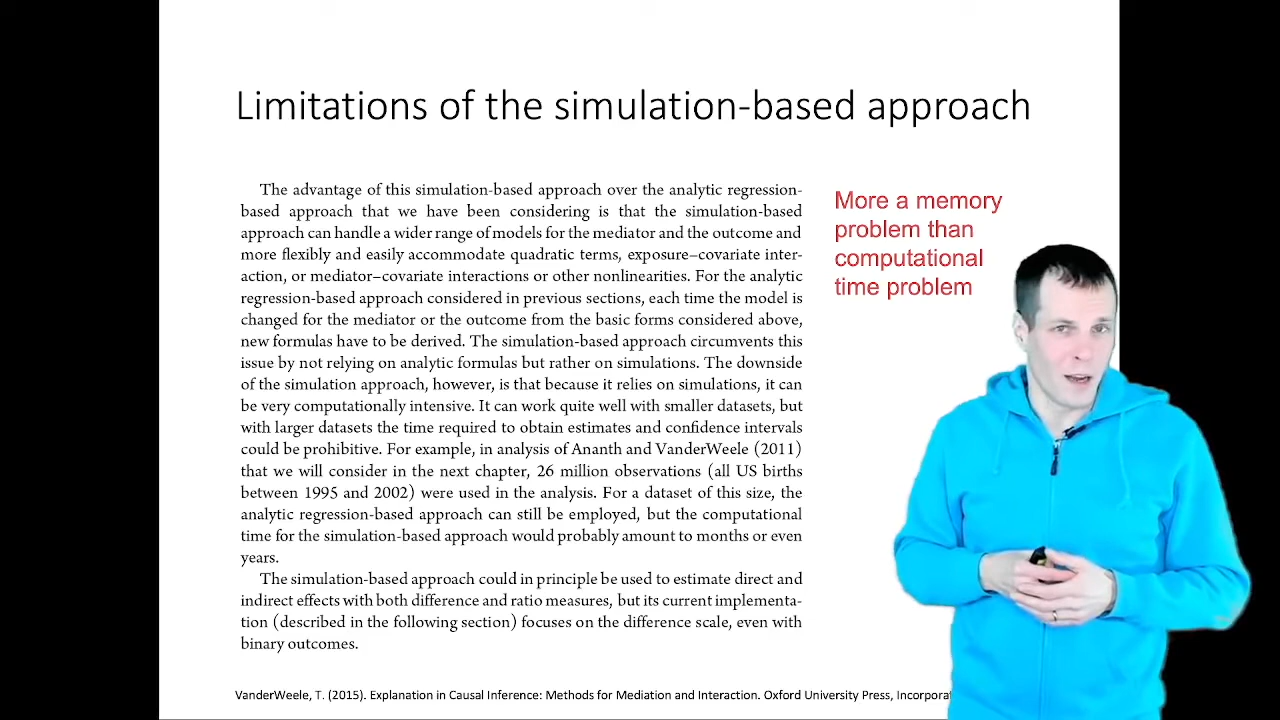 Limitations of the simulation-based approach
The advantage of this simulation-based approach over the analytic regression-
based approach that we have been considering is that the simulation-based
approach can handle a wider range of models for the mediator and the outcome and
more flexibly and easily accommodate quadratic terms, exposure–covariate inter-
action, or mediator–covariate interactions or other nonlinearities. For the analytic
regression-based approach considered in previous sections, each time the model is
changed for the mediator or the outcome from the basic forms considered above,
new formulas have to be derived. The simulation-based approach circumvents this
issue by not relying on analytic formulas but rather on simulations. The downside
of the simulation approach, however, is that because it relies on simulations, it can
be very computationally intensive. It can work quite well with smaller datasets, but
with larger datasets the time required to obtain estimates and confidence intervals
could be prohibitive. For example, in analysis of Ananth and VanderWeele (2011)
that we will consider in the next chapter, 26 million observations (all US births
between 1995 and 2002) were used in the analysis. For a dataset of this size, the
analytic regression-based approach can still be employed, but the computational
time for the simulation-based approach would probably amount to months or even
years.
The simulation-based approach could in principle be used to estimate direct and
indirect effects with both difference and ratio measures, but its current implementa-
tion (described in the following section) focuses on the difference scale, even with
binary outcomes.
More a memory
problem than
computational
time problem
VanderWeele, T. (2015). Explanation in Causal Inference: Methods for Mediation and Interaction. Oxford University Press,